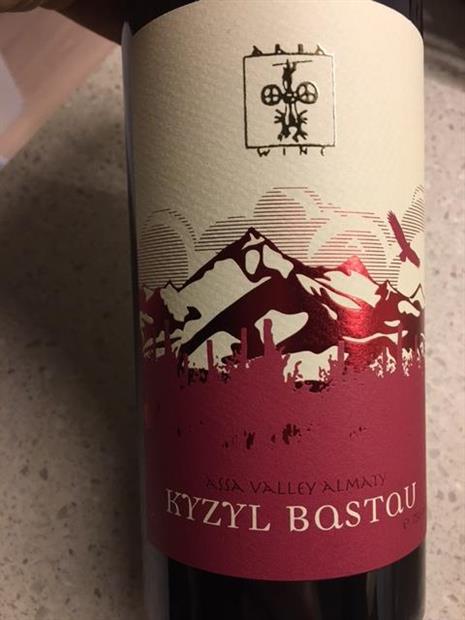 ARBA
WINE
ASSA VALLEY ALMATY
KYZYL BASTAU